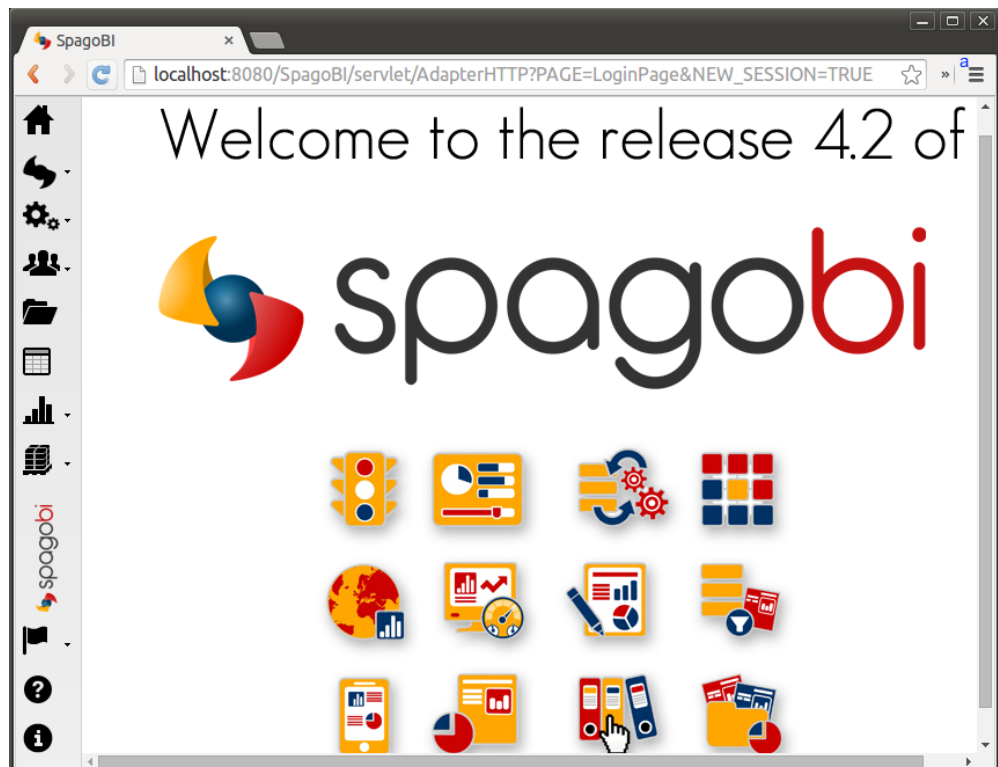 SpagoBI
a
localhost:8080/SpagoBI/servlet/AdapterHTTP?PAGE=LoginPage&NEW_SESSION=TRUE
Welcome to the release 4.2 of
spagobi
spagobi